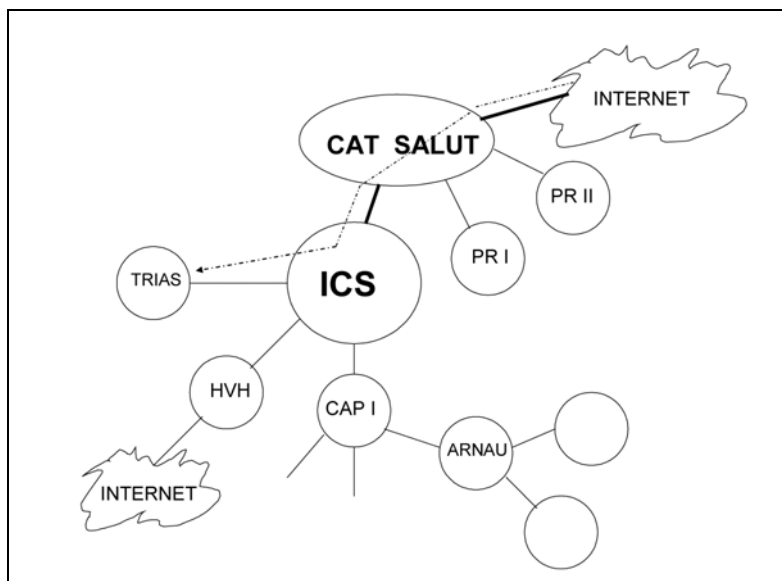 INTERNET
CAT SALUT
PR II
PR I
TRIAS
ICS
HVH
CAP I
ARNAU
INTERNET